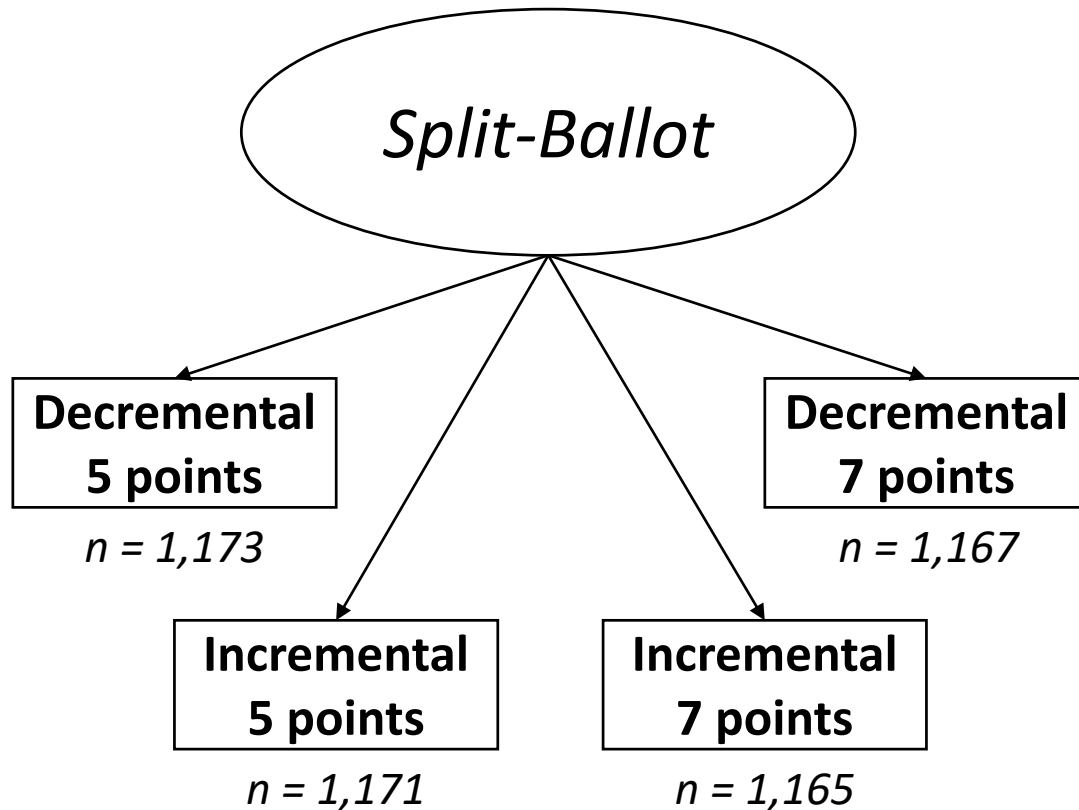 Split-Ballot
Decremental
5 points
n = 1,173
Decremental
7 points
n = 1,167
Incremental
5 points
n = 1,171
Incremental
7 points
n = 1,165